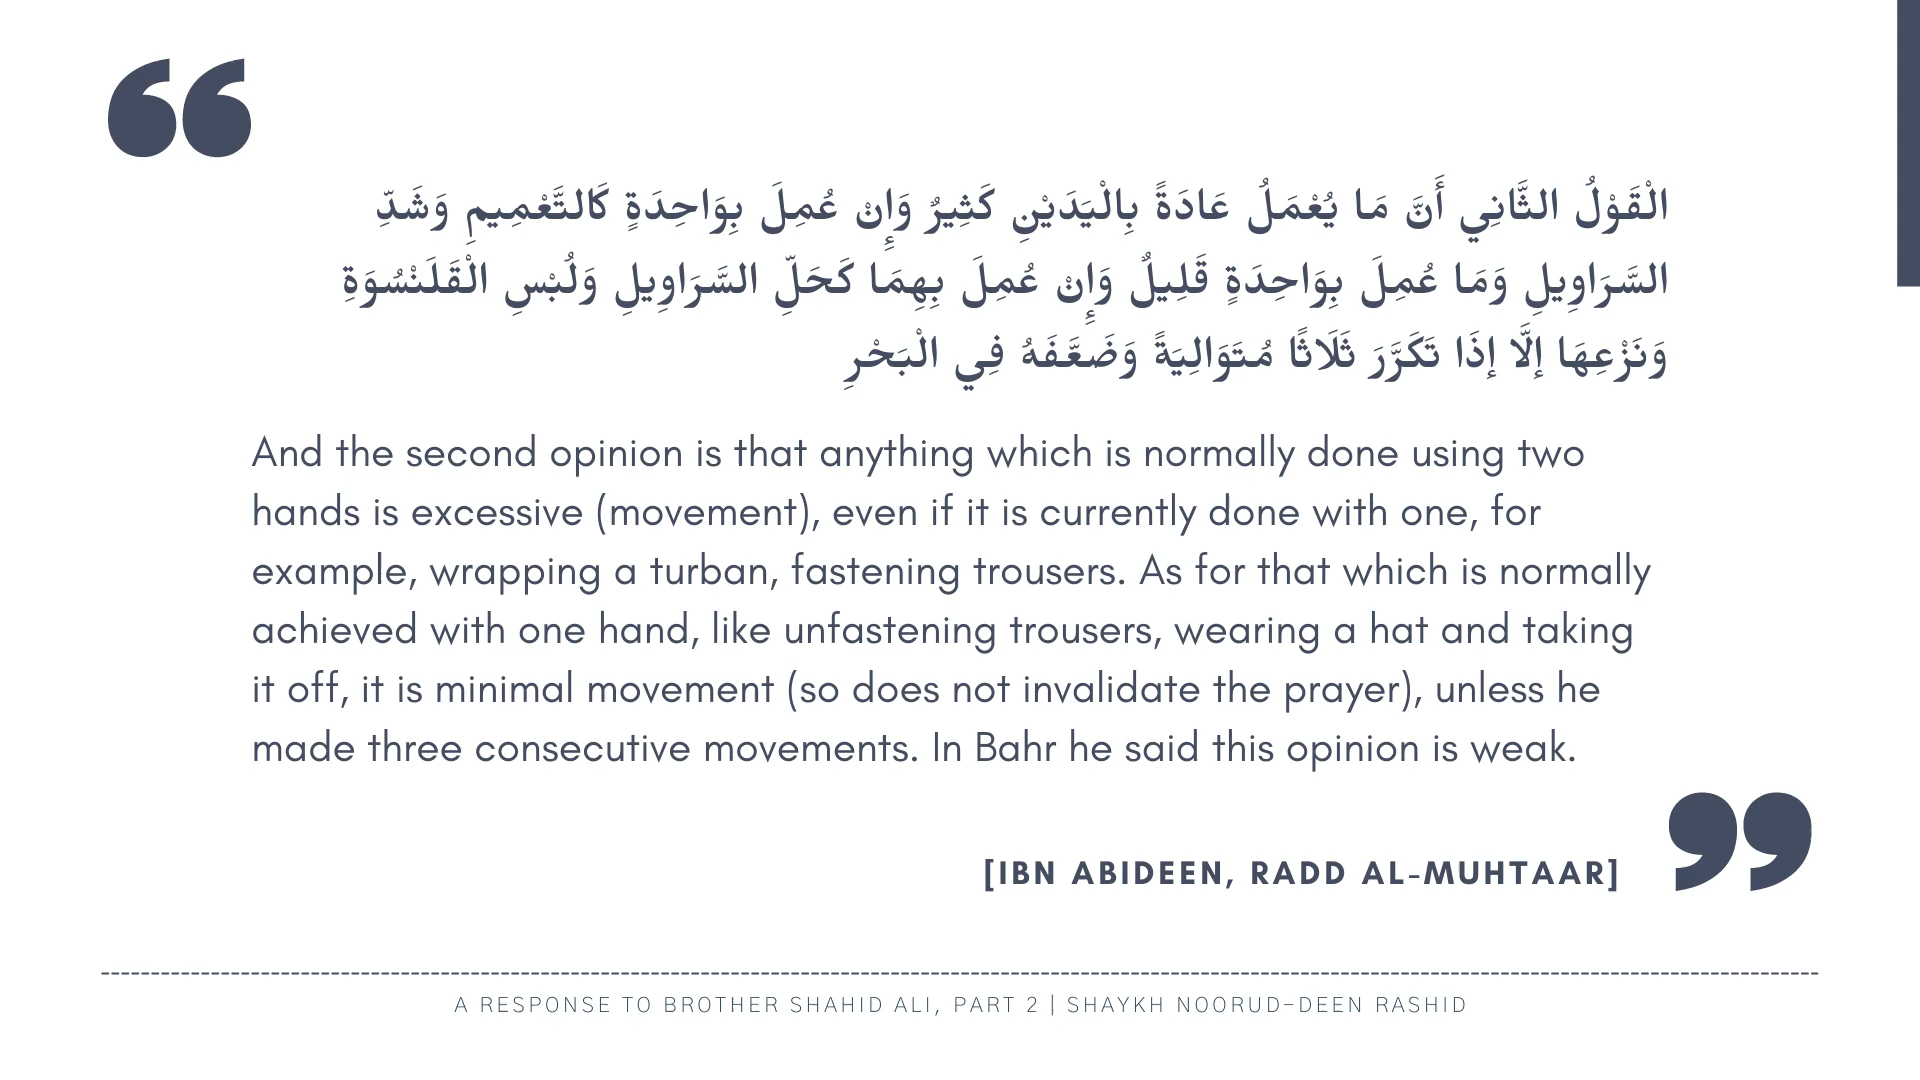 “
الْقَوْلُ الثَّانِي أَنَّ مَا يُعْمَلُ عَادَةً بِالْيَدَيْنِ كَثِيرٌ وَإِنْ عُمِلَ بِوَاحِدَةٍ كَالتَّعْمِيمِ وَشَدِّ
السَّرَاوِيلِ وَمَا عُمِلَ بِوَاحِدَةٍ قَلِيلٌ وَإِنْ عُمِلَ بِهِمَا كَحَلِّ السَّرَاوِيلِ وَلُبْسِ الْقَلَنْسُوَةِ
وَنَزْعِهَا إلَّا إذَا تَكَرَّرَ ثَلَاثًا مُتَوَالِيَةً وَضَعَّفَهُ فِي الْبَحْرِ
And the second opinion is that anything which is normally done using two
hands is excessive (movement), even if it is currently done with one, for
example, wrapping a turban, fastening trousers. As for that which is normally
achieved with one hand, like unfastening trousers, wearing a hat and taking
it off, it is minimal movement (so does not invalidate the prayer), unless he
made three consecutive movements. In Bahr he said this opinion is weak.
”
[IBN ABIDEEN, RADD AL-MUHTAAR]
A RESPONSE TO BROTHER SHAHID ALI, PART 2 | SHAYKH NOORUD-DEEN RASHID